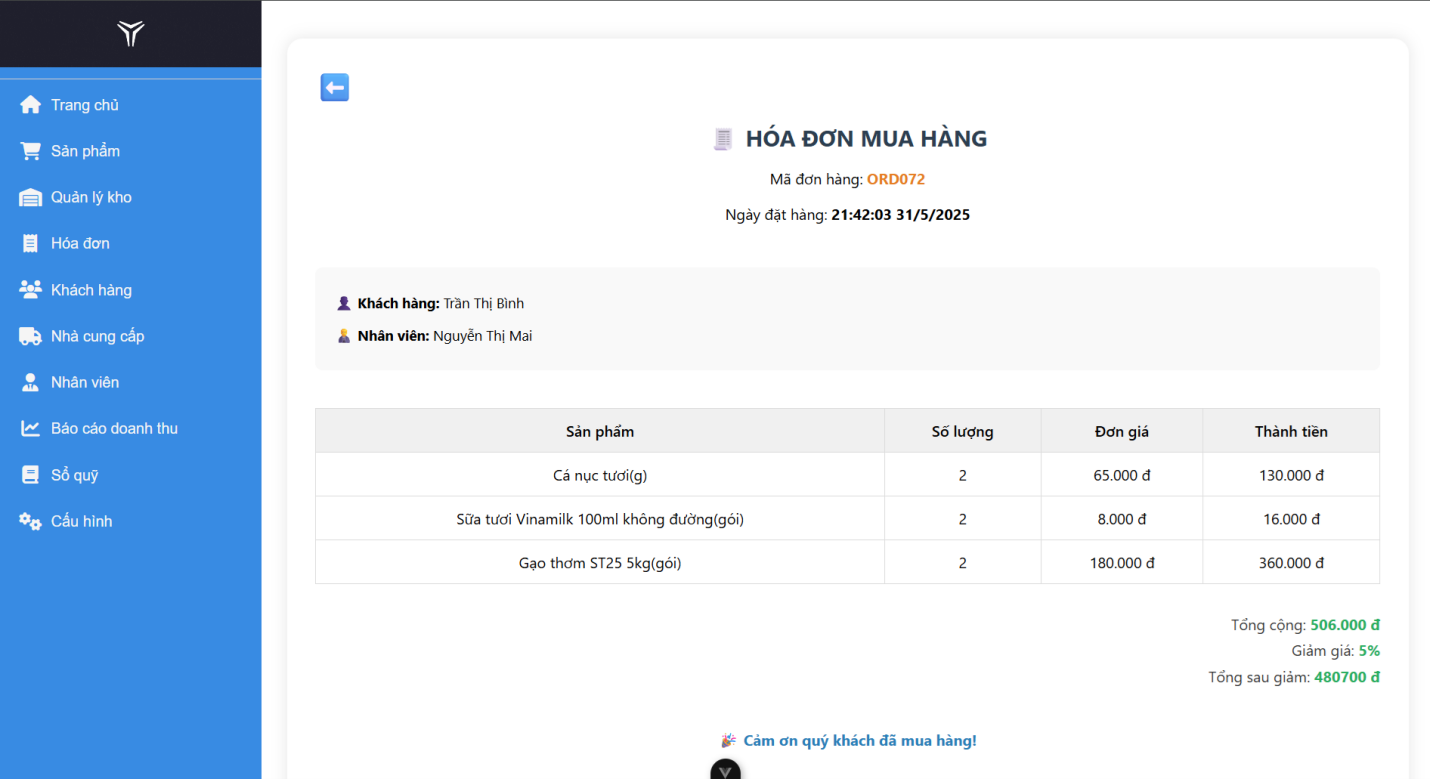 Trang chủ
Sản phẩm
Quản lý kho
Hóa đơn
Khách hàng
Nhà cung cấp
Nhân viên
Báo cáo doanh thu
Sổ quỹ
Cấu hình
HÓA ĐƠN MUA HÀNG
Mã đơn hàng: ORD072
Ngày đặt hàng: 21:42:03 31/5/2025
Khách hàng: Trần Thị Bình
Nhân viên: Nguyễn Thị Mai
Sản phẩm Số lượng Đơn giá Thành tiền
Cá nục tươi(g) 2 65.000 đ 130.000 đ
Sữa tươi Vinamilk 100ml không đường(gói) 2 8.000 đ 16.000 đ
Gạo thơm ST25 5kg(gói) 2 180.000 đ 360.000 đ
Tổng cộng: 506.000 đ
Giảm giá: 5%
Tổng sau giảm: 480700 đ
Cảm ơn quý khách đã mua hàng!